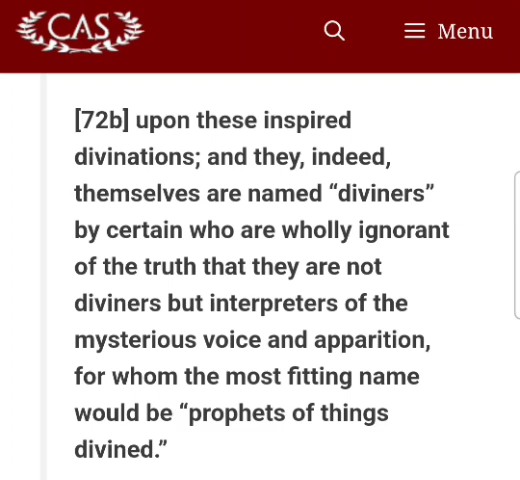 CAS
Menu
[72b] upon these inspired
divinations; and they, indeed,
themselves are named “diviners”
by certain who are wholly ignorant
of the truth that they are not
diviners but interpreters of the
mysterious voice and apparition,
for whom the most fitting name
would be “prophets of things
divined.”